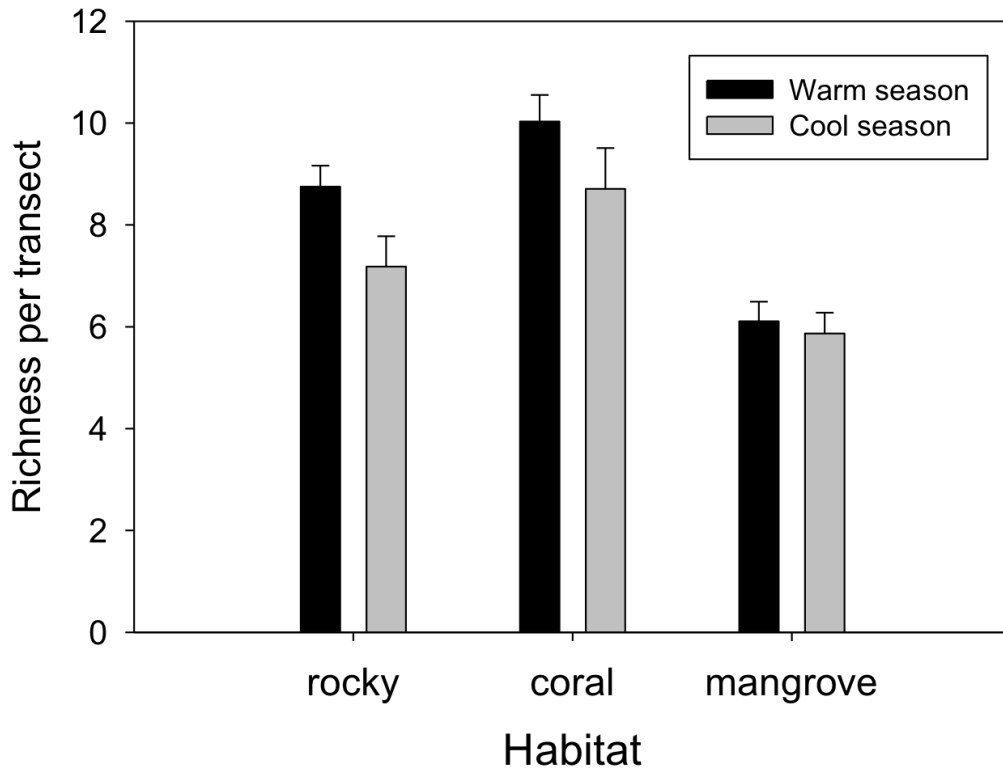 12
10
8
6
4
2
0
Richness per transect
Warm season
Cool season
rocky coral mangrove
Habitat